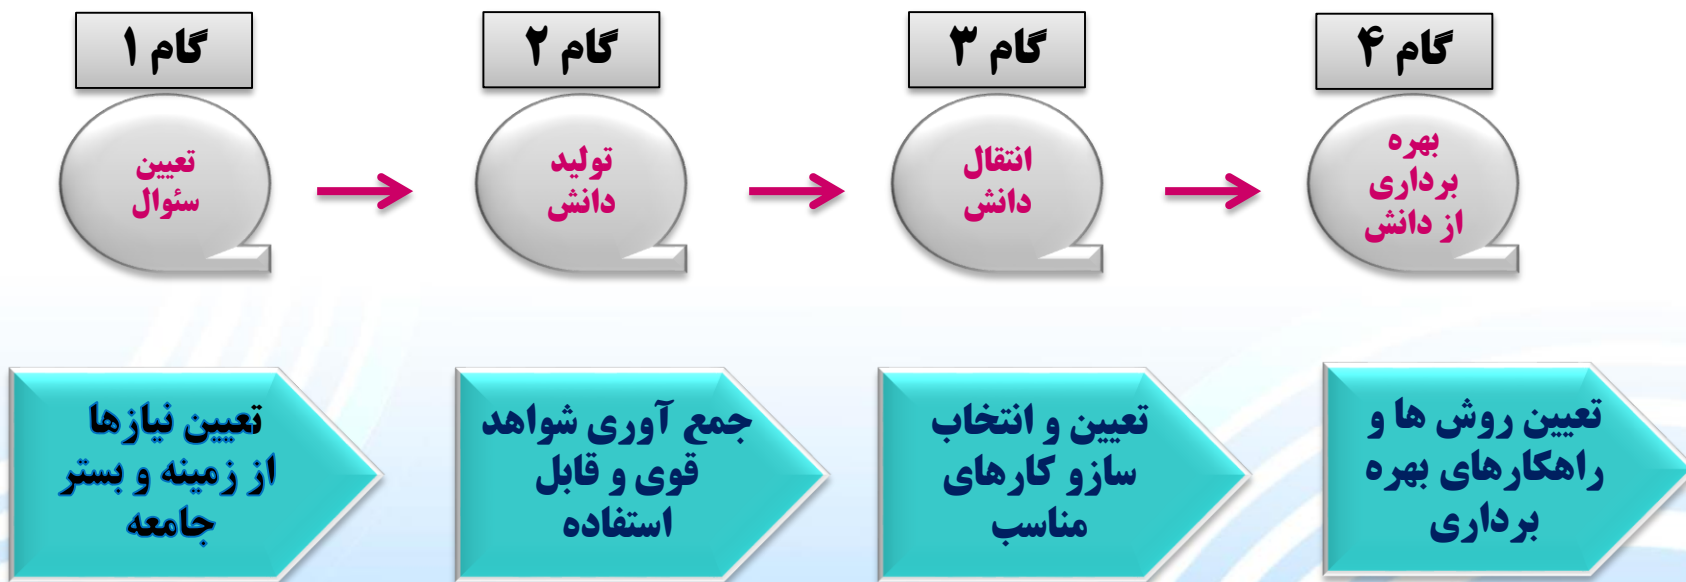 گام ۱
گام ۲
گام ۳
گام ۴
تعیین
سئوال
تولید
دانش
انتقال
دانش
بهره
برداری
از دانش
تعیین نیازها
از زمینه و بستر
جامعه
جمع آوری شواهد
قوی و قابل
استفاده
تعیین و انتخاب
سازو کارهای
مناسب
تعیین روش ها و
راهکارهای بهره
برداری